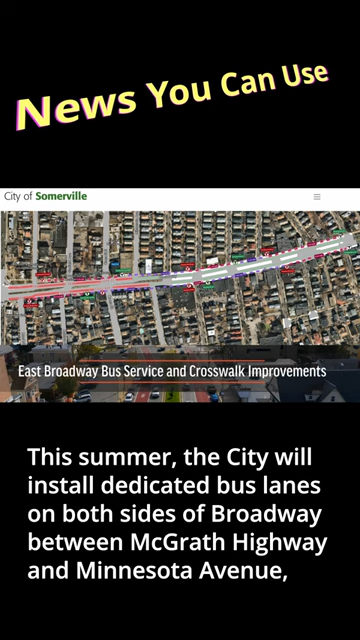 News You Can Use
City of Somerville
East Broadway Bus Service and Crosswalk Improvements
This summer, the City will
install dedicated bus lanes
on both sides of Broadway
between McGrath Highway
and Minnesota Avenue,